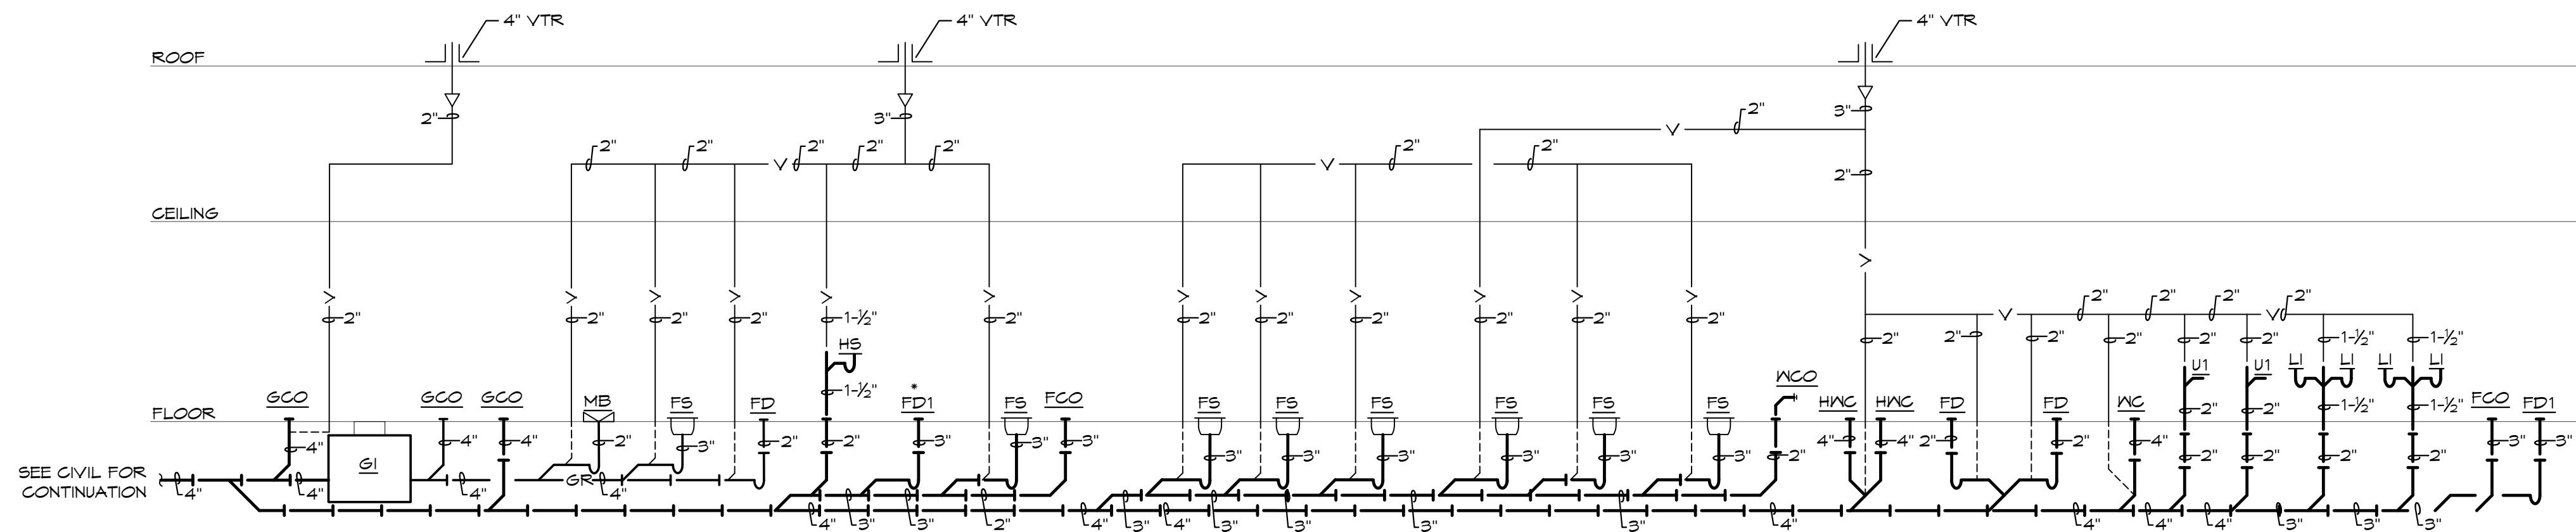 4" VTR 4" VTR 4" VTR
ROOF
2" 3" 3"
2"
2" 2" V 2" 2" 2" V 2" 2" V
2"
CEILING
V
V V V V V V V V V V V
2" 2" 2" V 2" V
2" 2" 2" 2" 1-½" 2" 2" 2" 2" 2" 2" 2"
2" 2" 2" 2" 2" 2" 1-½" 1-½"
HS
U1 U1 L1 L1 L1 L1
WCO
1-½" *
GCO GCO GCO MB FS FD FD1 FS FCO FS FS FS FS FS FS HWC HWC FD FD WC FCO FD1
2" 2" 1-½" 1-½"
FLOOR
4" 4" 4" 2" 3" 2" 2" 3" 3" 3" 4" 4" 2" 2" 4" 3" 3"
3" 3" 3" 3" 3" 3" 2" 2" 2" 2" 2"
GI
SEE CIVIL FOR
CONTINUATION
GR
4" 4" 4" 4"
4" 3" 3" 2" 4" 3" 4" 3" 3" 3" 3" 4" 4" 4" 4" 3" 3" 3"